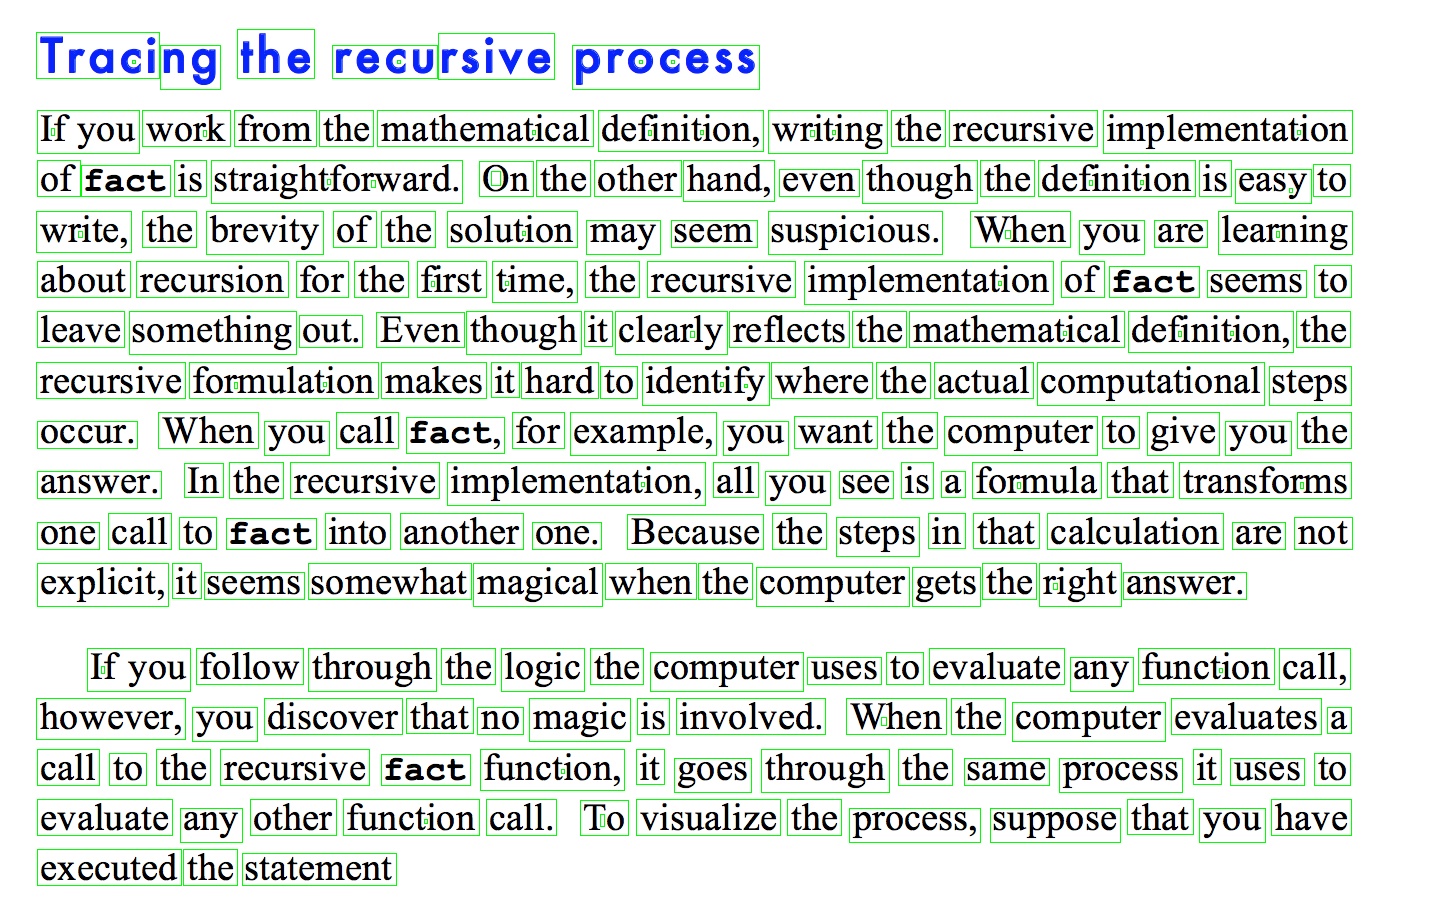 Tracing the recursive process
If you work from the mathematical definition, writing the recursive implementation
of fact is straightforward. On the other hand, even though the definition is easy to
write, the brevity of the solution may seem suspicious. When you are learning
about recursion for the first time, the recursive implementation of fact seems to
leave something out. Even though it clearly reflects the mathematical definition, the
recursive formulation makes it hard to identify where the actual computational steps
occur. When you call fact, for example, you want the computer to give you the
answer. In the recursive implementation, all you see is a formula that transforms
one call to fact into another one. Because the steps in that calculation are not
explicit, it seems somewhat magical when the computer gets the right answer.
If you follow through the logic the computer uses to evaluate any function call,
however, you discover that no magic is involved. When the computer evaluates a
call to the recursive fact function, it goes through the same process it uses to
evaluate any other function call. To visualize the process, suppose that you have
executed the statement